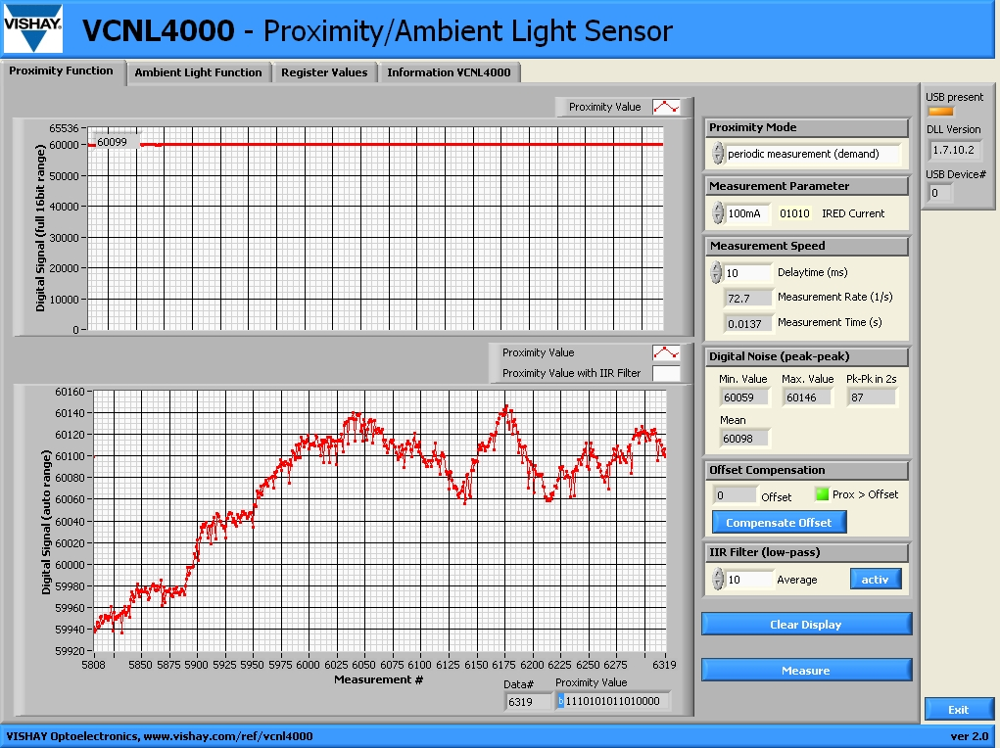 VISHAY.
VCNL4000 - Proximity/Ambient Light Sensor
Proximity Function
Ambient Light Function
Register Values
Information VCNL4000
USB present
DLL Version
1.7.10.2
USB Device#
0
Proximity Value
Digital Signal (full 16bit range)
65536
60000
50000
40000
30000
20000
10000
0
60099
Proximity Value
Proximity Value with IIR Filter
Digital Signal (auto range)
60160
60140
60120
60100
60080
60060
60040
60020
60000
59980
59960
59940
59920
5808 5850 5875 5900 5925 5950 5975 6000 6025 6050 6075 6100 6125 6150 6175 6200 6225 6250 6275 6319
Measurement #
Data#
6319
Proximity Value
b 1110101011010000
Proximity Mode
periodic measurement (demand)
Measurement Parameter
100mA 01010 IRED Current
Measurement Speed
10 Delaytime (ms)
72.7 Measurement Rate (1/s)
0.0137 Measurement Time (s)
Digital Noise (peak-peak)
Min. Value Max. Value Pk-Pk in 2s
60059 60146 87
Mean
60098
Offset Compensation
0 Offset Prox > Offset
Compensate Offset
IIR Filter (low-pass)
10 Average activ
Clear Display
Measure
Exit
VISHAY Optoelectronics, www.vishay.com/ref/vcnl4000
ver 2.0